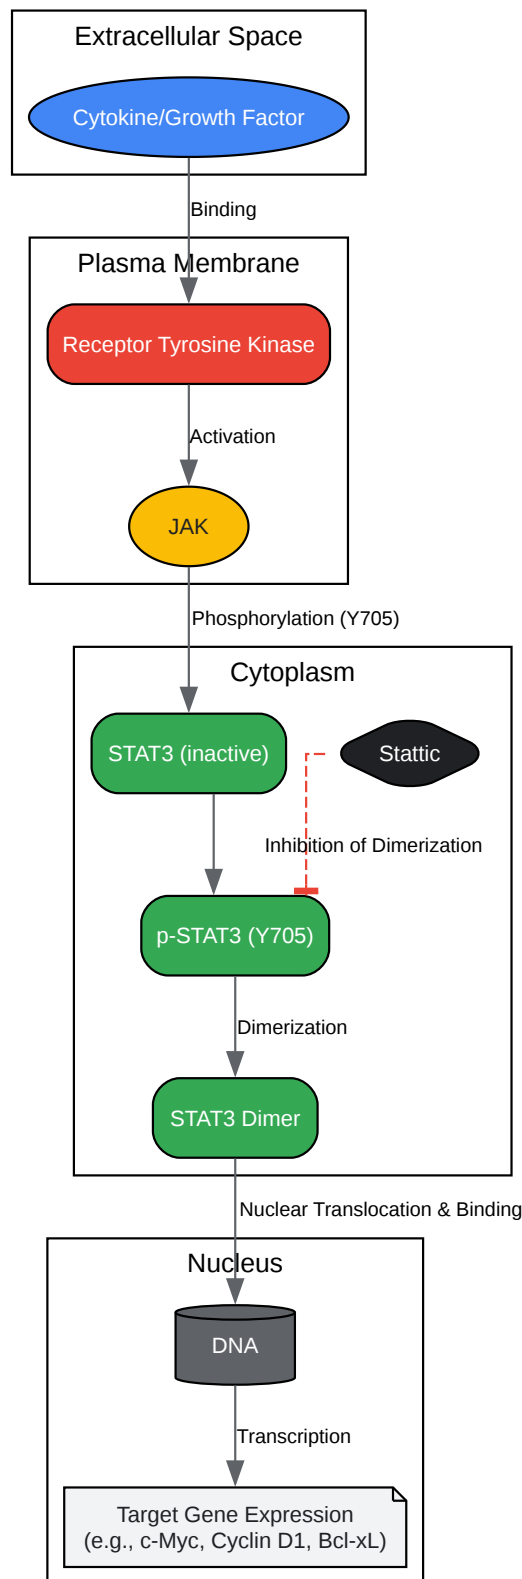 Extracellular Space
Cytokine/Growth Factor
Binding
Plasma Membrane
Receptor Tyrosine Kinase
Activation
JAK
Phosphorylation (Y705)
Cytoplasm
STAT3 (inactive)
Stattic
Inhibition of Dimerization
p-STAT3 (Y705)
Dimerization
STAT3 Dimer
Nuclear Translocation & Binding
Nucleus
DNA
Transcription
Target Gene Expression
(e.g., c-Myc, Cyclin D1, Bcl-xL)